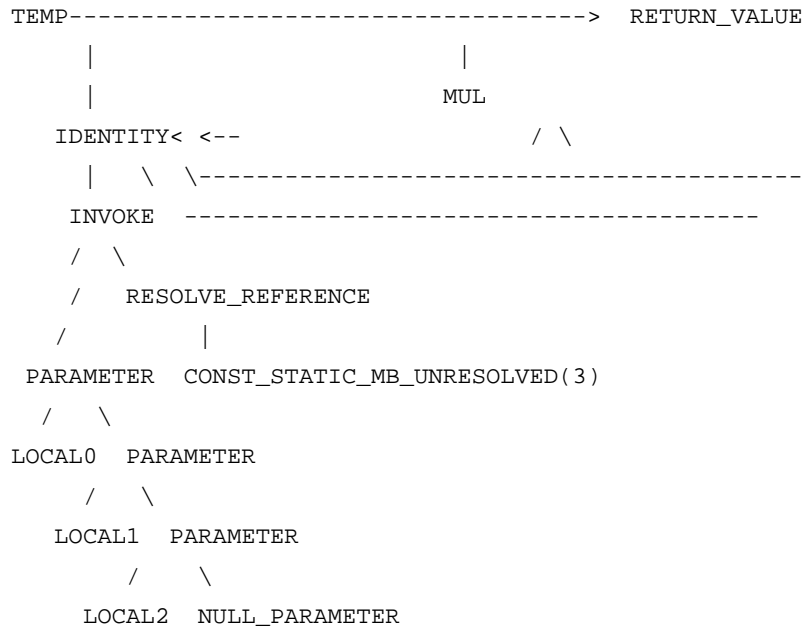 TEMP------------------------------------> RETURN_VALUE
| |
| MUL
IDENTITY< <-- / \
| \ \------------------------------------------
INVOKE ----------------------------------------
/ \
/ RESOLVE_REFERENCE
/ |
PARAMETER CONST_STATIC_MB_UNRESOLVED(3)
/ \
LOCAL0 PARAMETER
/ \
LOCAL1 PARAMETER
/ \
LOCAL2 NULL_PARAMETER